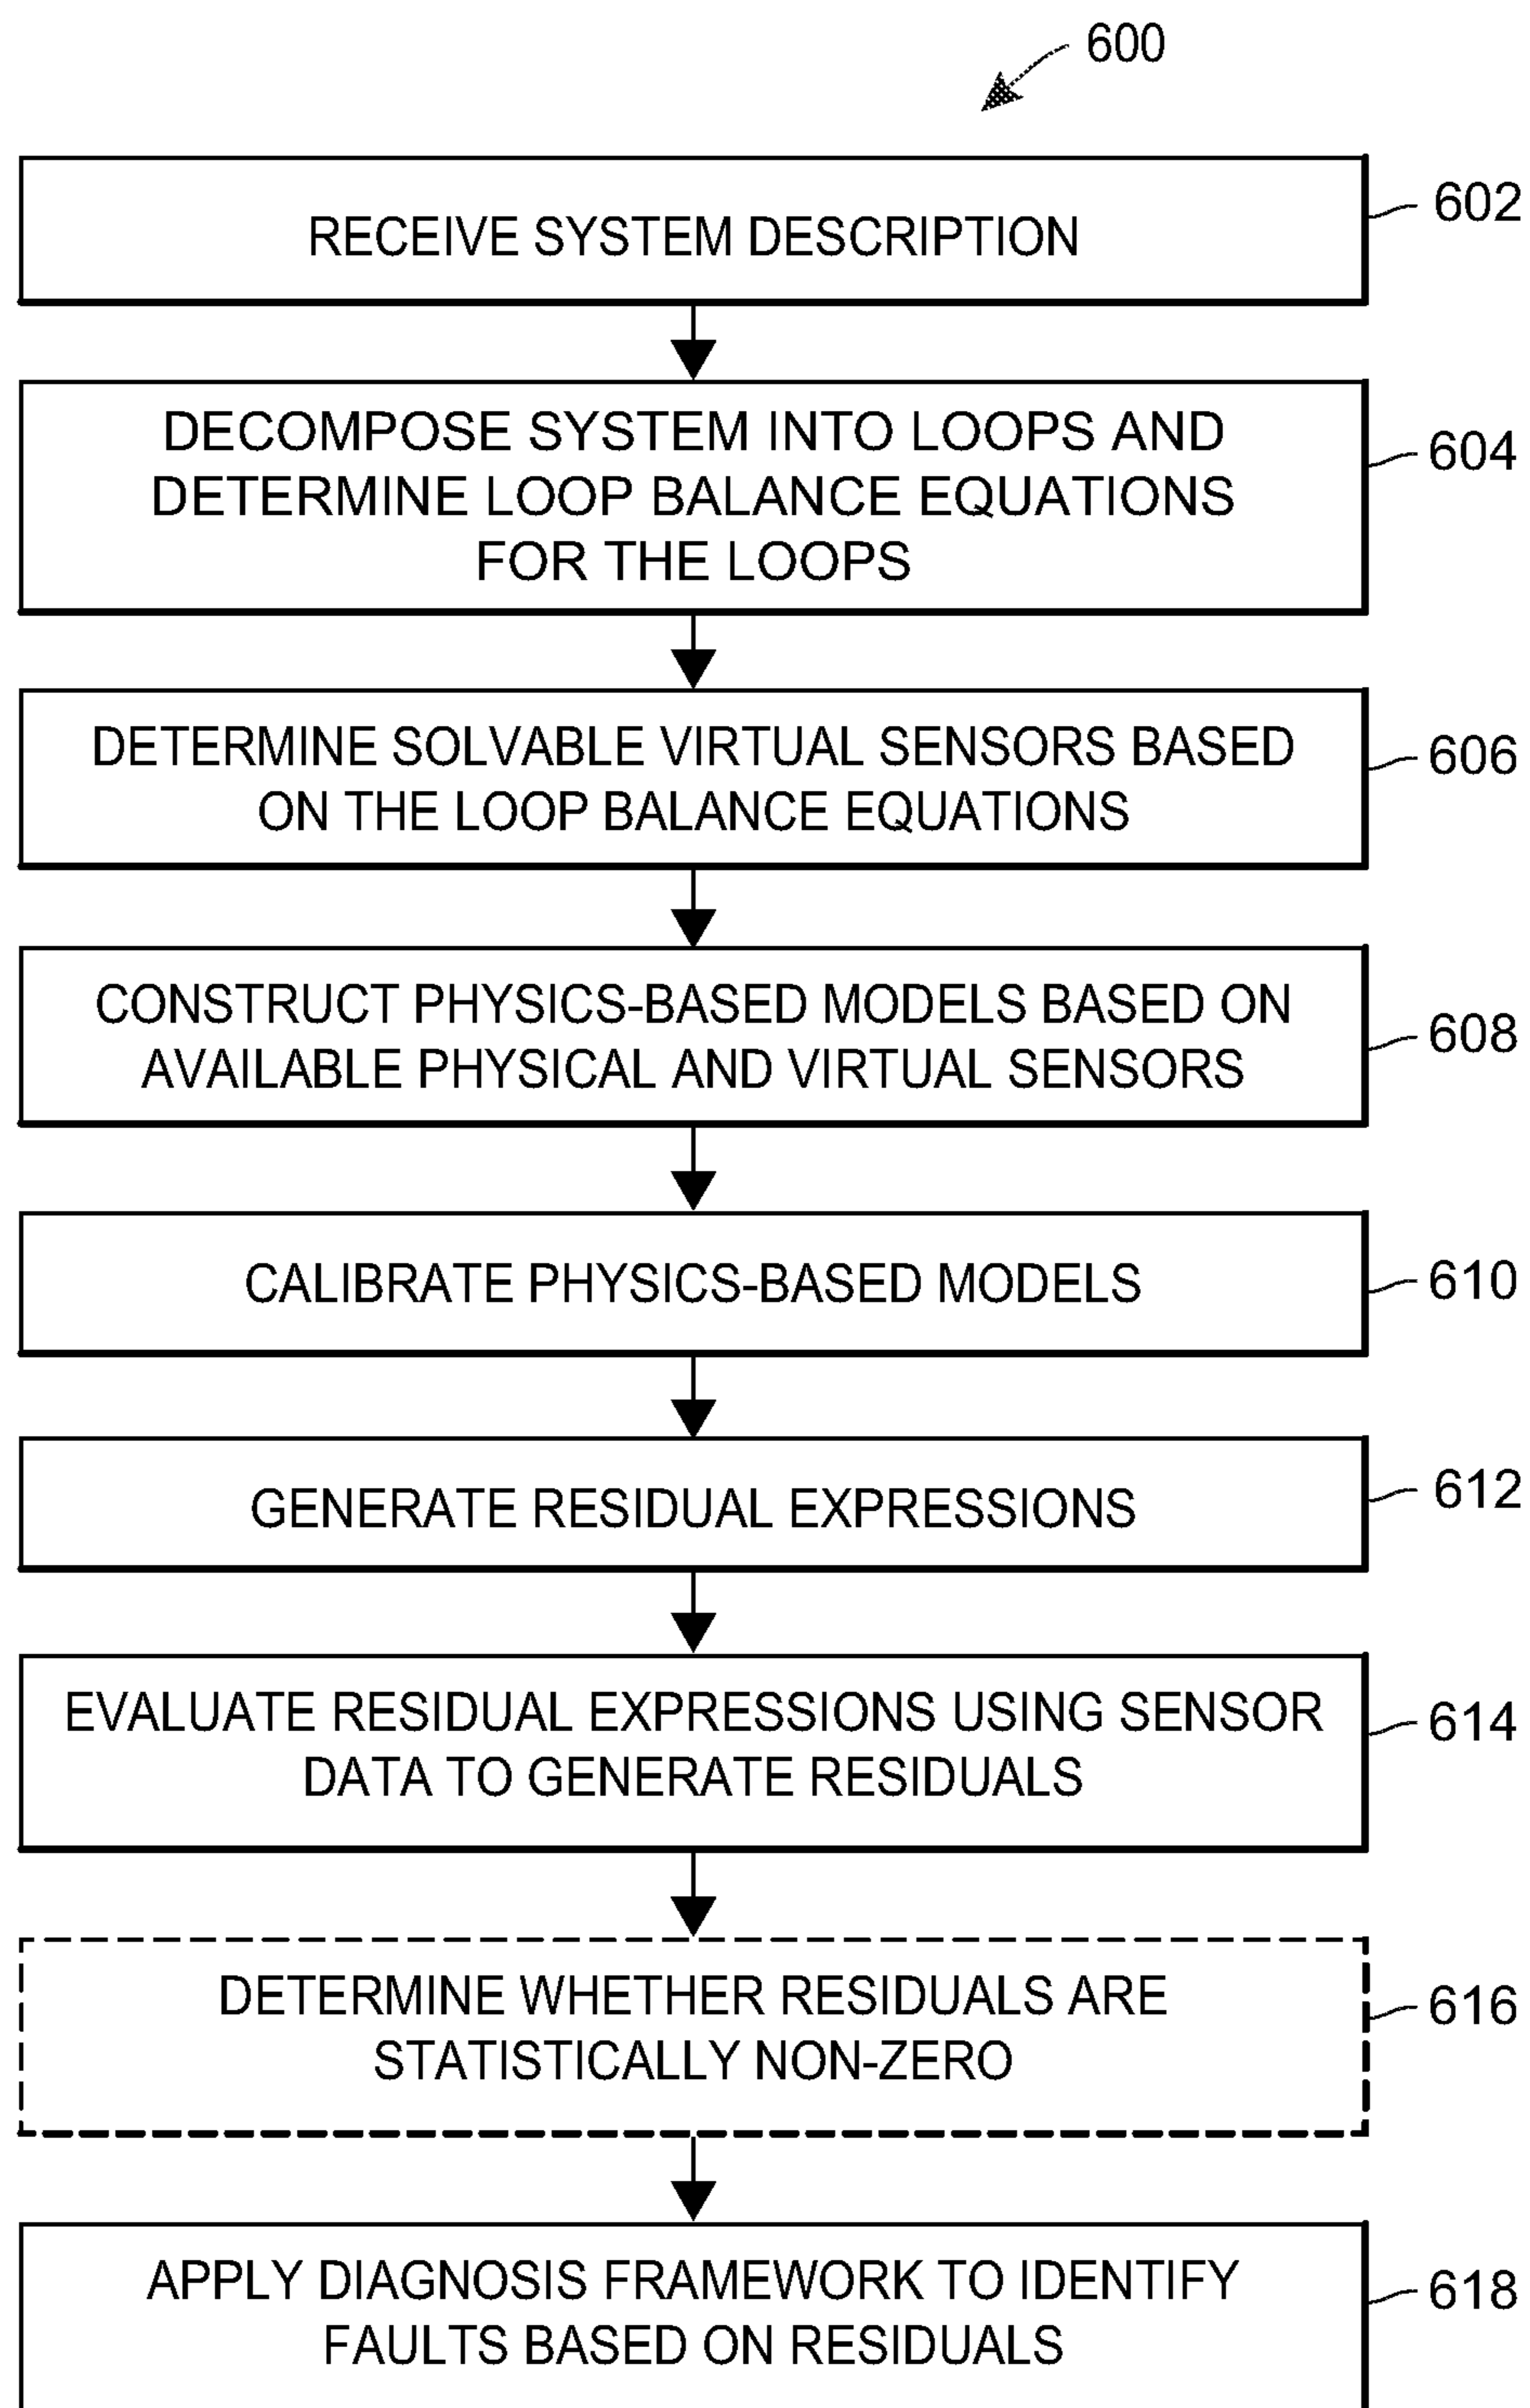 600
RECEIVE SYSTEM DESCRIPTION
602
DECOMPOSE SYSTEM INTO LOOPS AND
DETERMINE LOOP BALANCE EQUATIONS
FOR THE LOOPS
604
DETERMINE SOLVABLE VIRTUAL SENSORS BASED
ON THE LOOP BALANCE EQUATIONS
606
CONSTRUCT PHYSICS-BASED MODELS BASED ON
AVAILABLE PHYSICAL AND VIRTUAL SENSORS
608
CALIBRATE PHYSICS-BASED MODELS
610
GENERATE RESIDUAL EXPRESSIONS
612
EVALUATE RESIDUAL EXPRESSIONS USING SENSOR
DATA TO GENERATE RESIDUALS
614
DETERMINE WHETHER RESIDUALS ARE
STATISTICALLY NON-ZERO
616
APPLY DIAGNOSIS FRAMEWORK TO IDENTIFY
FAULTS BASED ON RESIDUALS
618